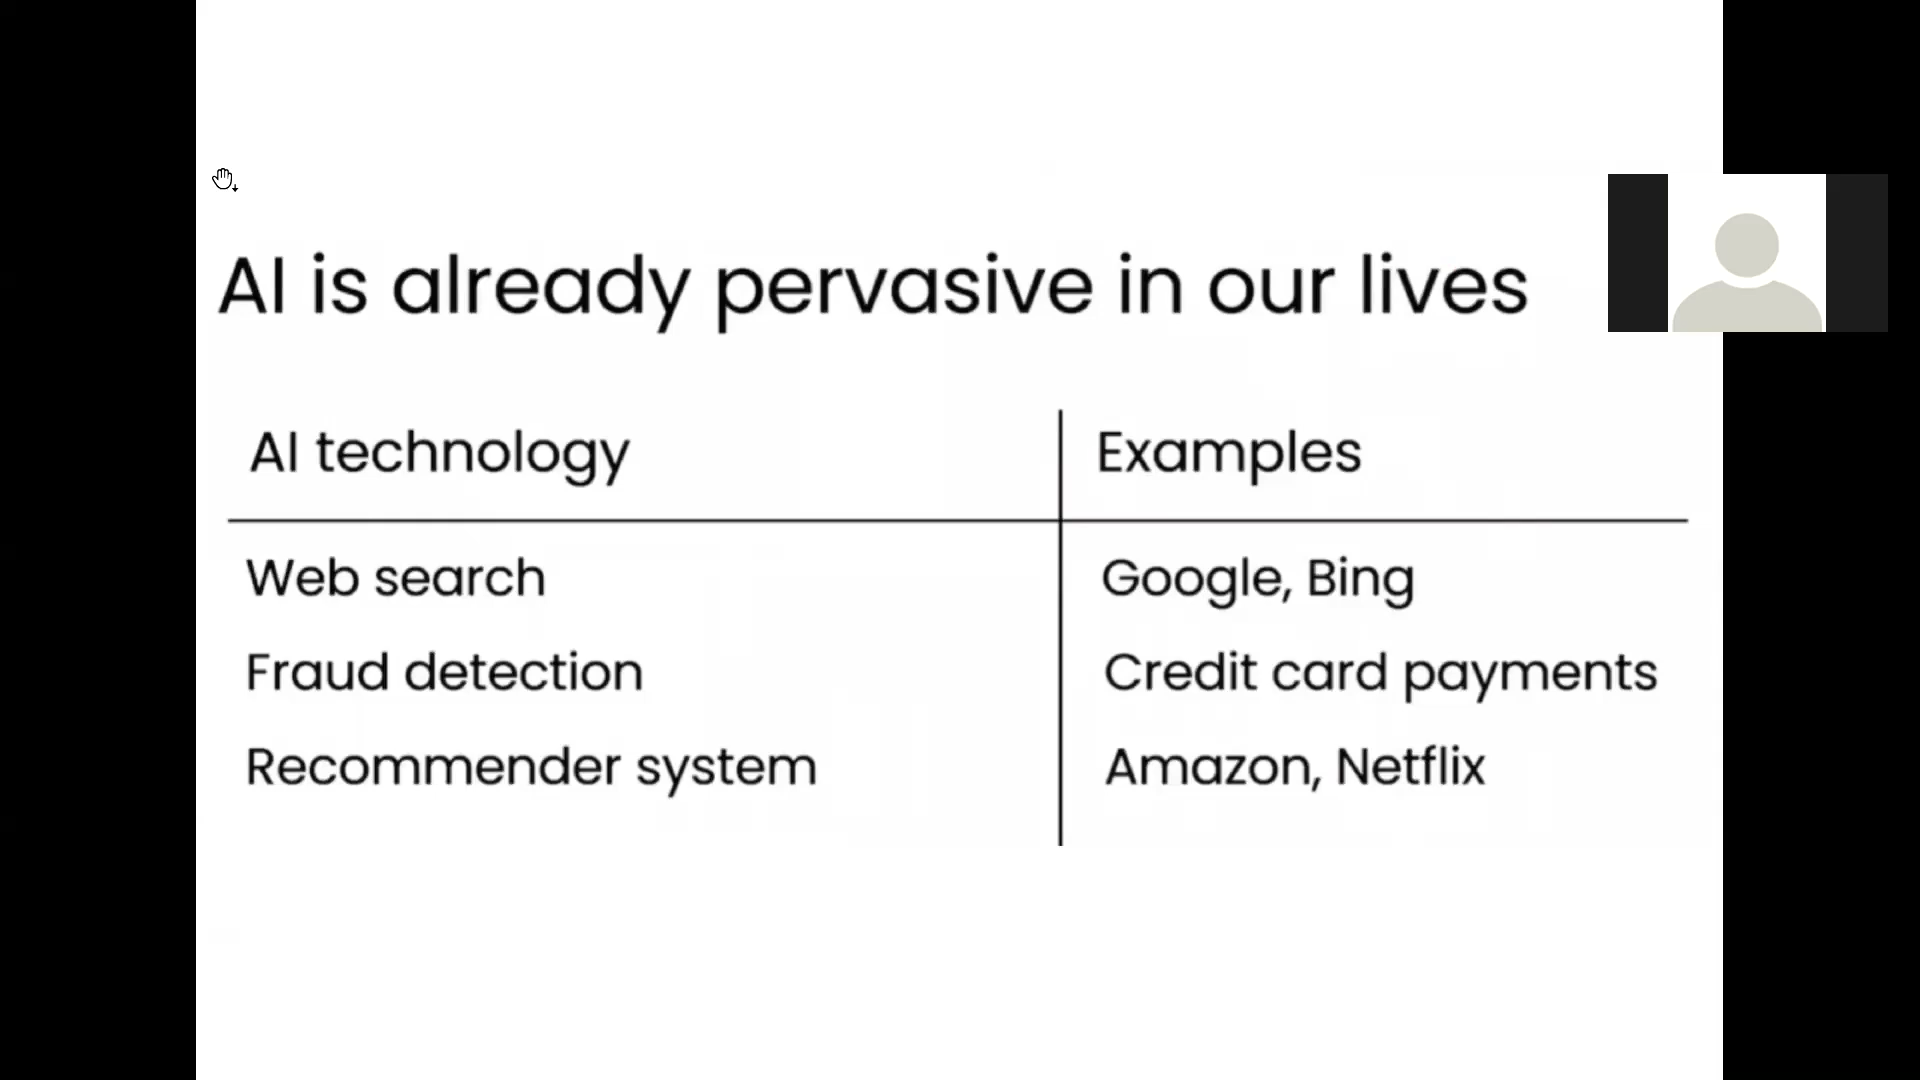 AI is already pervasive in our lives
AI technology Examples
Web search Google, Bing
Fraud detection Credit card payments
Recommender system Amazon, Netflix